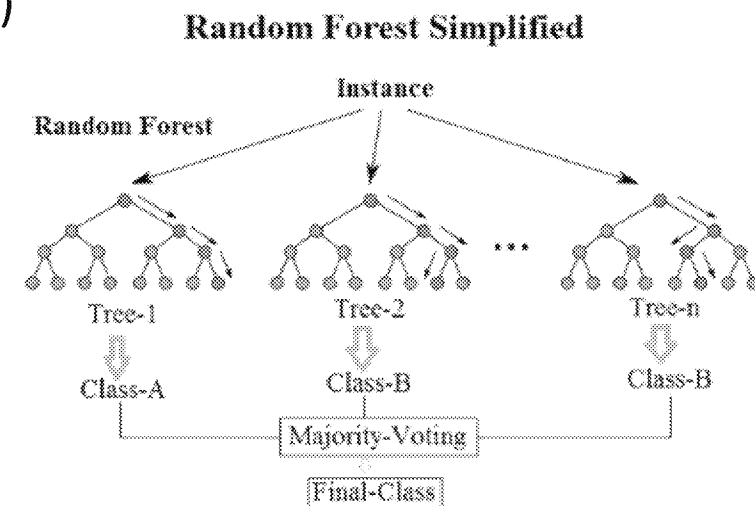 )
Random Forest Simplified
Instance
Random Forest
...
Tree-1 Tree-2 Tree-n
Class-A Class-B Class-B
Majority-Voting
Final-Class